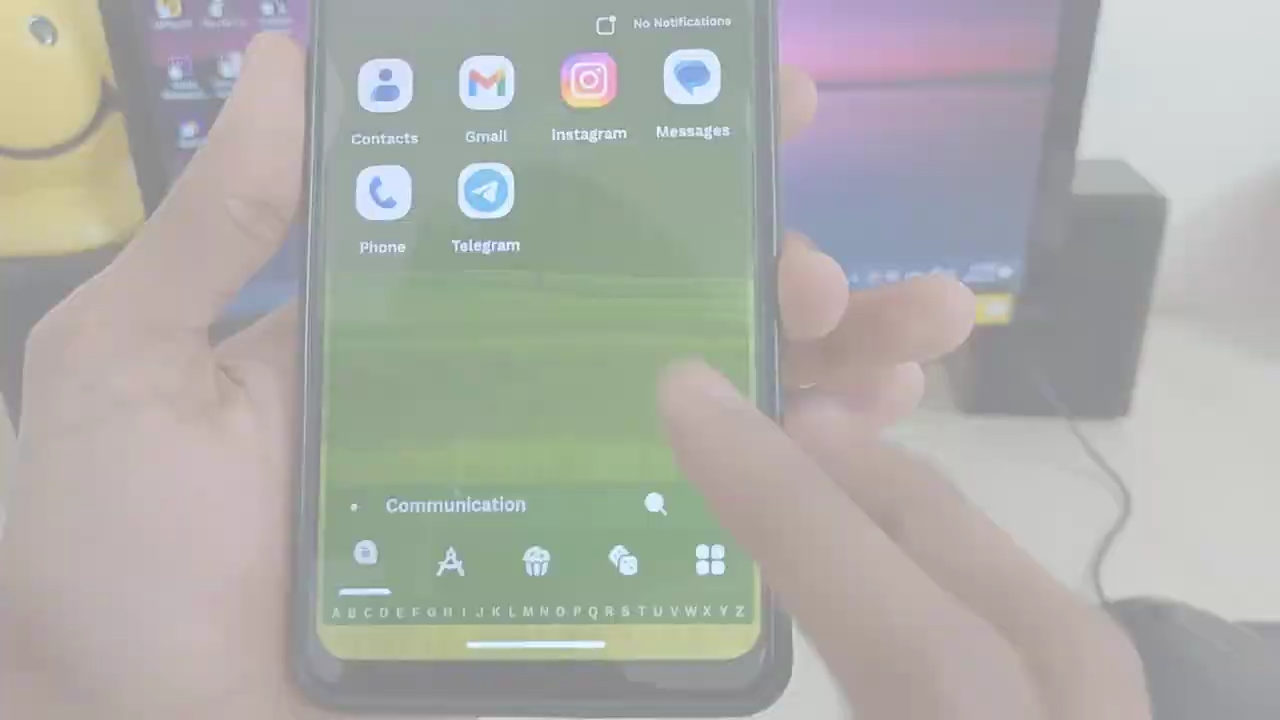 No Notifications
Contacts Gmail Instagram Messages
Phone Telegram
Communication
A B C D E F G H I J K L M N O P Q R S T U V W X Y Z